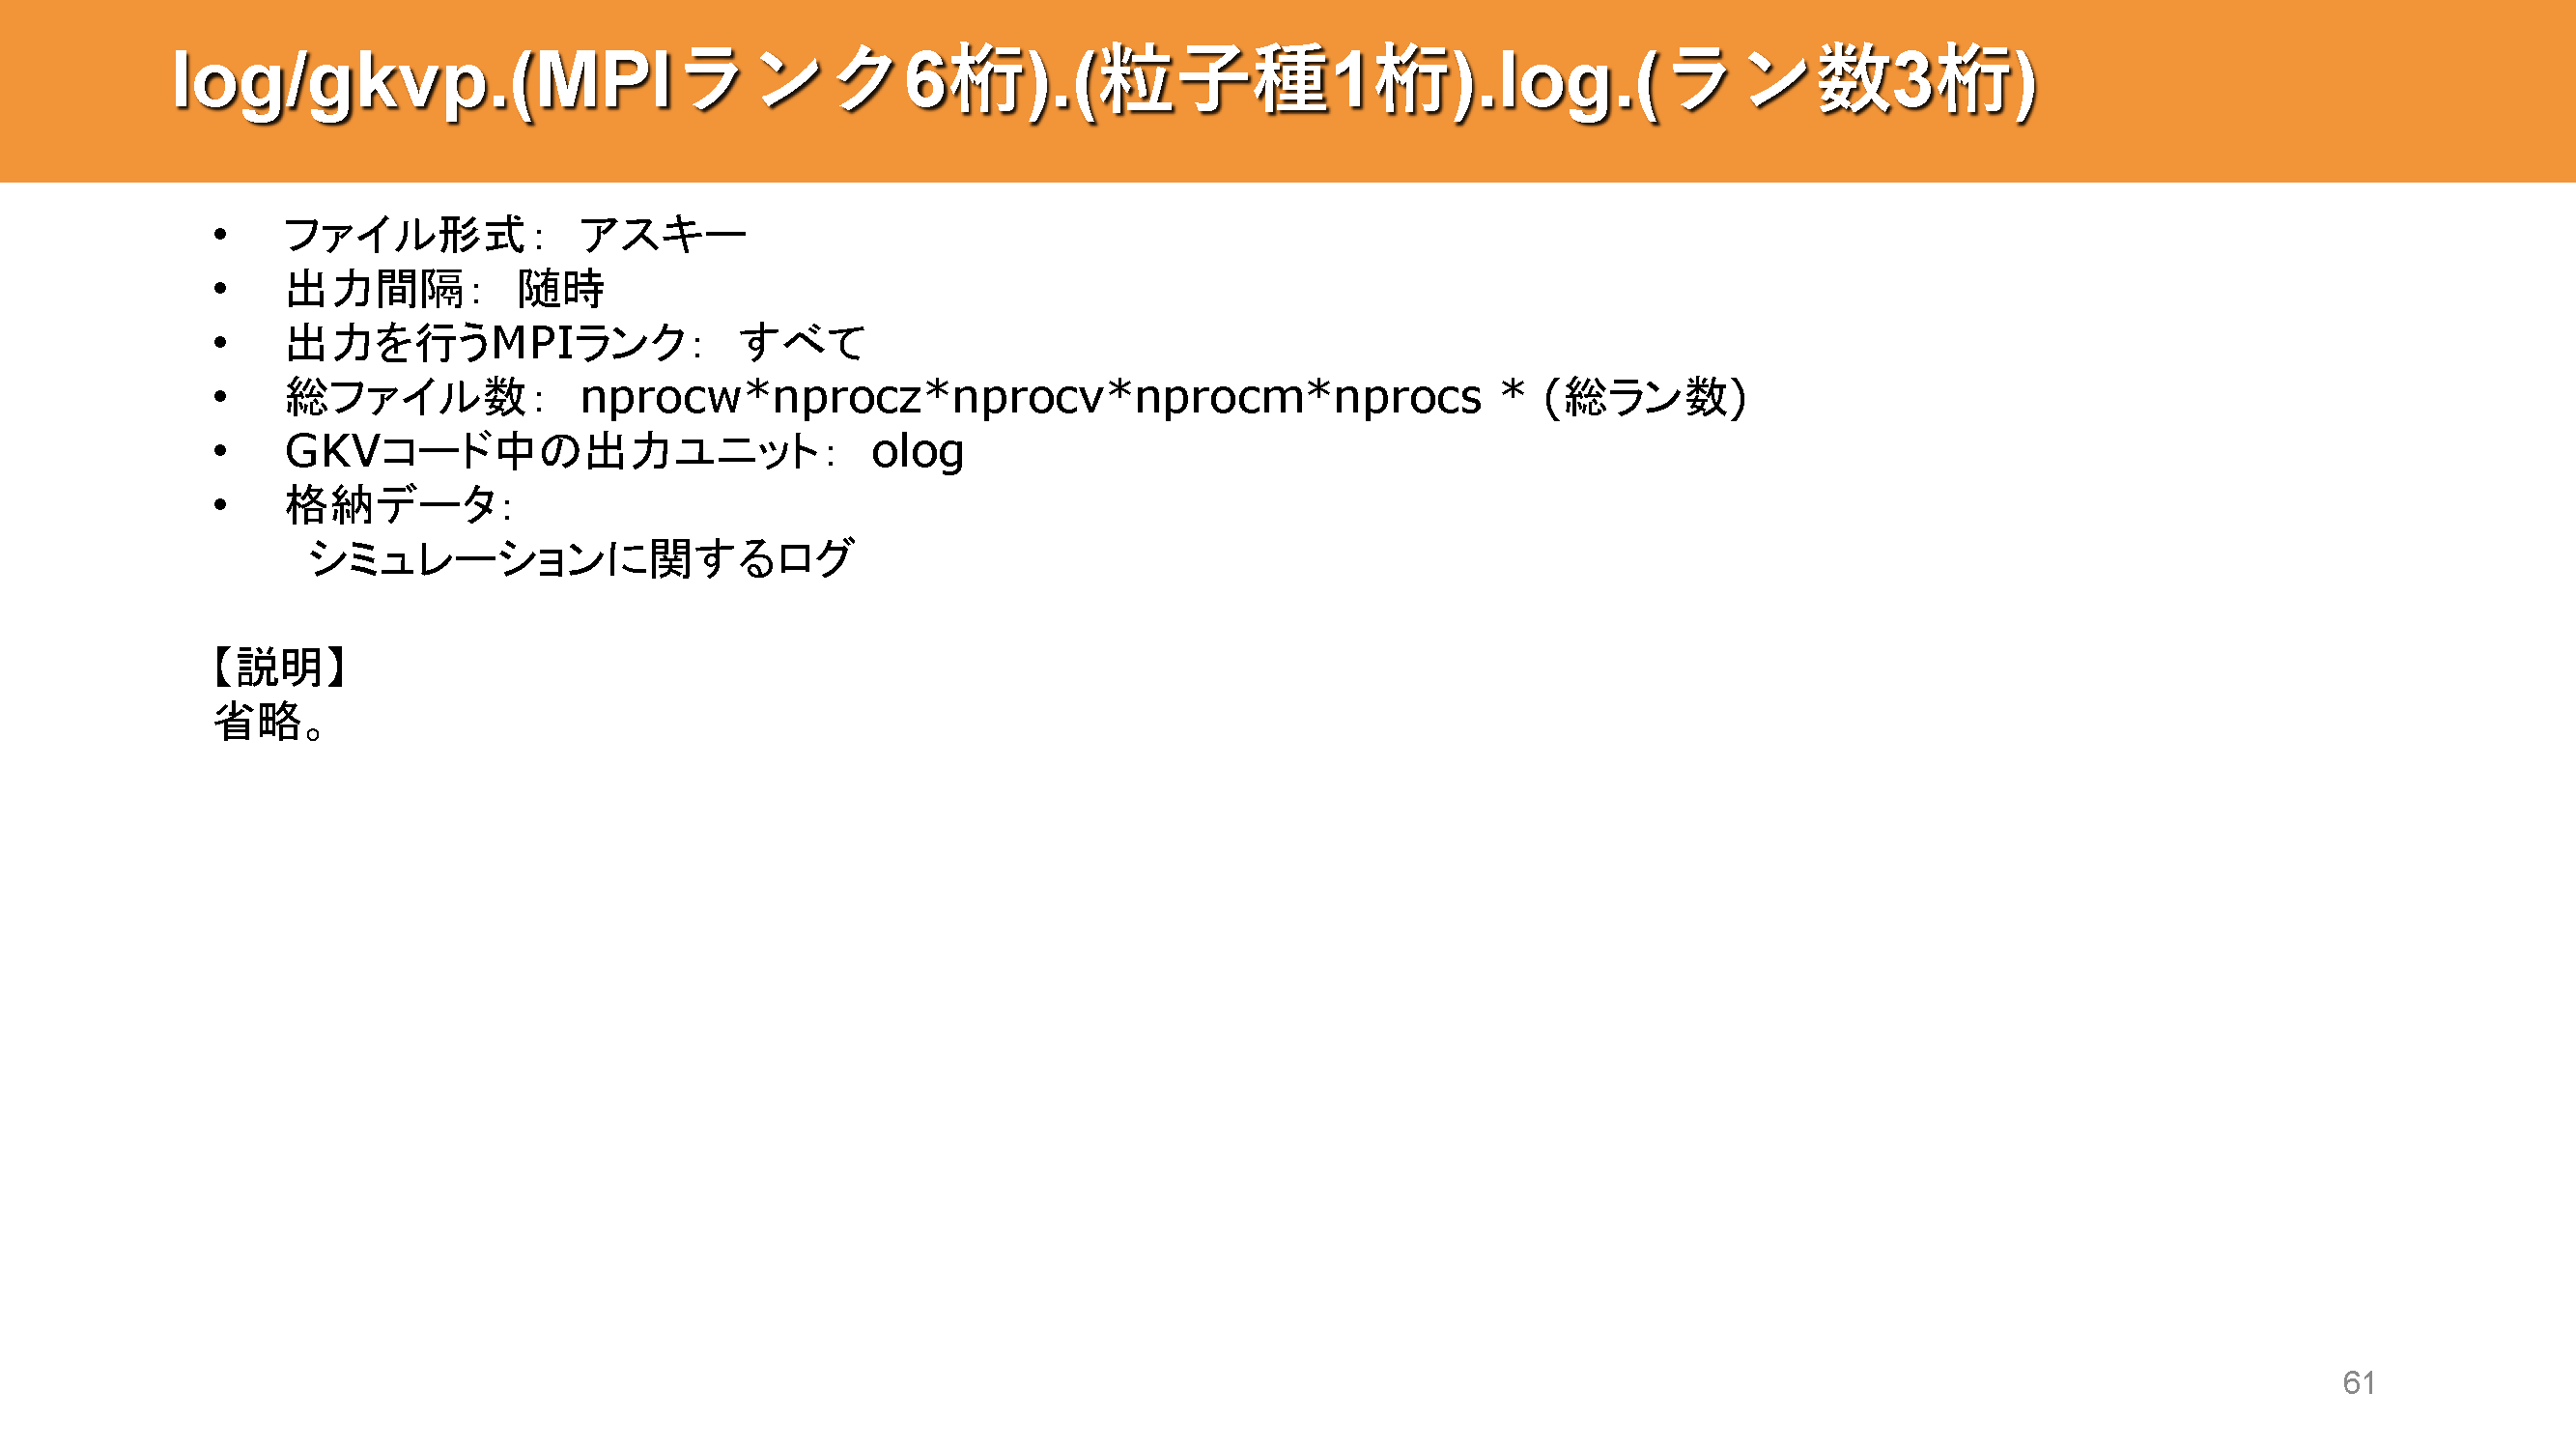 log/gkvp.(MPIランク6桁).(粒子種1桁).log.(ラン数3桁)
• ファイル形式： アスキー
• 出力間隔： 随時
• 出力を行うMPIランク： すべて
• 総ファイル数： nprocw*nprocz*nprocv*nprocm*nprocs * (総ラン数)
• GKVコード中の出力ユニット： olog
• 格納データ：
シミュレーションに関するログ
【説明】
省略。
61